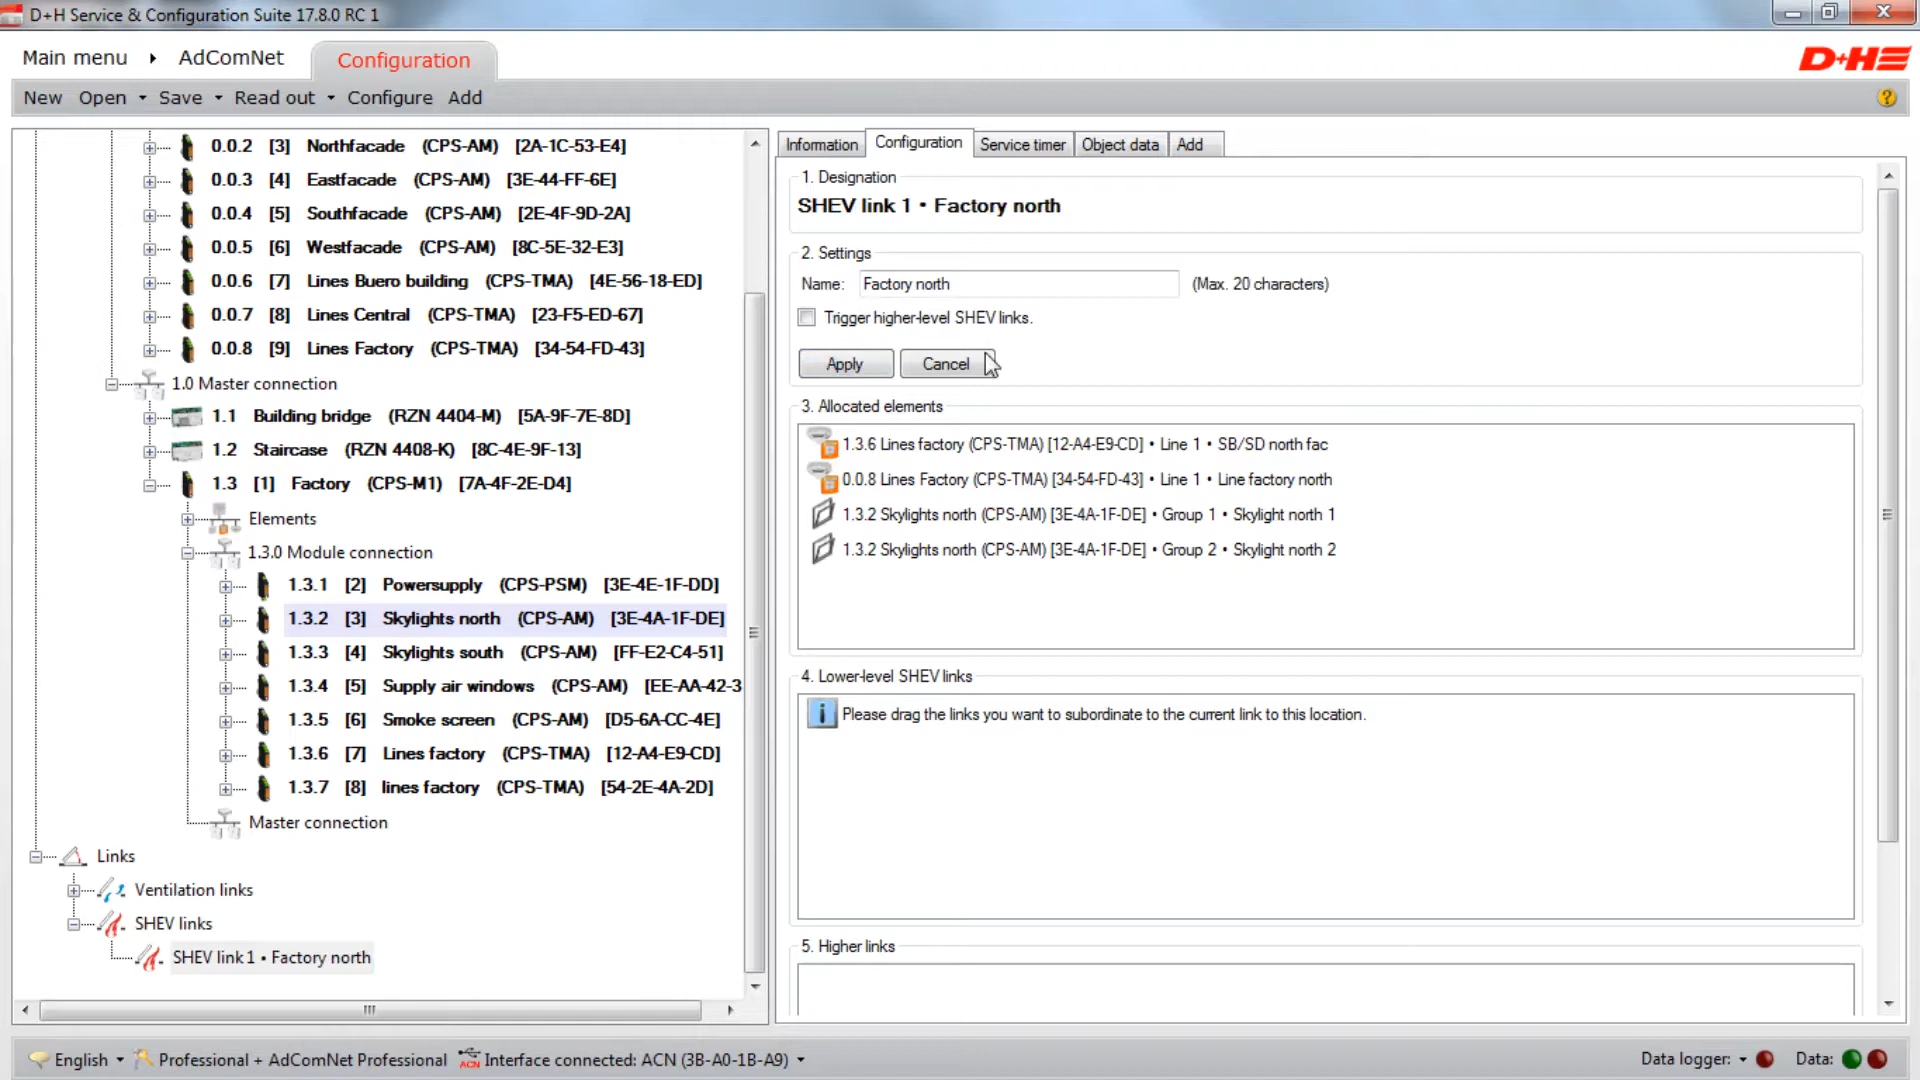 D+H Service & Configuration Suite 17.8.0 RC 1
Main menu AdComNet Configuration
D+H
New Open Save Read out Configure Add
0.0.2 [3] Northfacade (CPS-AM) [2A-1C-53-E4]
0.0.3 [4] Eastfacade (CPS-AM) [3E-44-FF-6E]
0.0.4 [5] Southfacade (CPS-AM) [2E-4F-9D-2A]
0.0.5 [6] Westfacade (CPS-AM) [8C-5E-32-E3]
0.0.6 [7] Lines Buero building (CPS-TMA) [4E-56-18-ED]
0.0.7 [8] Lines Central (CPS-TMA) [23-F5-ED-67]
0.0.8 [9] Lines Factory (CPS-TMA) [34-54-FD-43]
1.0 Master connection
1.1 Building bridge (RZN 4404-M) [5A-9F-7E-8D]
1.2 Staircase (RZN 4408-K) [8C-4E-9F-13]
1.3 [1] Factory (CPS-M1) [7A-4F-2E-D4]
Elements
1.3.0 Module connection
1.3.1 [2] Powersupply (CPS-PSM) [3E-4E-1F-DD]
1.3.2 [3] Skylights north (CPS-AM) [3E-4A-1F-DE]
1.3.3 [4] Skylights south (CPS-AM) [FF-E2-C4-51]
1.3.4 [5] Supply air windows (CPS-AM) [EE-AA-42-3
1.3.5 [6] Smoke screen (CPS-AM) [D5-6A-CC-4E]
1.3.6 [7] Lines factory (CPS-TMA) [12-A4-E9-CD]
1.3.7 [8] lines factory (CPS-TMA) [54-2E-4A-2D]
Master connection
Links
Ventilation links
SHEV links
SHEV link 1 • Factory north
Information Configuration Service timer Object data Add
1. Designation
SHEV link 1 • Factory north
2. Settings
Name: Factory north (Max. 20 characters)
Trigger higher-level SHEV links.
Apply Cancel
3. Allocated elements
1.3.6 Lines factory (CPS-TMA) [12-A4-E9-CD] • Line 1 • SB/SD north fac
0.0.8 Lines Factory (CPS-TMA) [34-54-FD-43] • Line 1 • Line factory north
1.3.2 Skylights north (CPS-AM) [3E-4A-1F-DE] • Group 1 • Skylight north 1
1.3.2 Skylights north (CPS-AM) [3E-4A-1F-DE] • Group 2 • Skylight north 2
4. Lower-level SHEV links
Please drag the links you want to subordinate to the current link to this location.
5. Higher links
English Professional + AdComNet Professional ACN Interface connected: ACN (3B-A0-1B-A9) Data logger: Data: